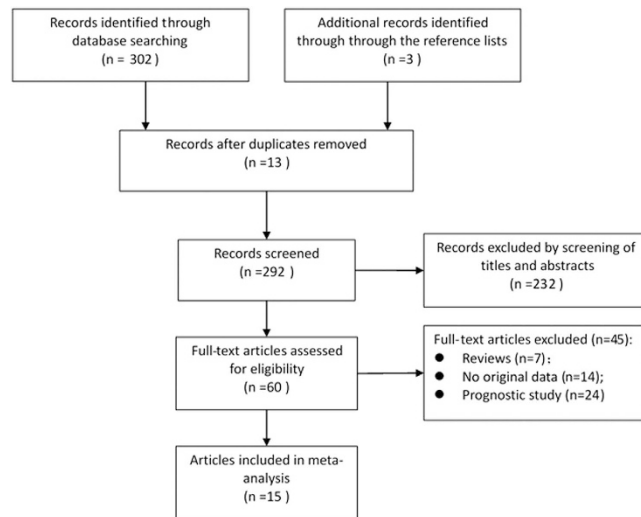 Records identified through
database searching
(n = 302)
Additional records identified
through through the reference lists
(n =3 )
Records after duplicates removed
(n =13 )
Records screened
(n =292 )
Records excluded by screening of
titles and abstracts
(n =232 )
Full-text articles assessed
for eligibility
(n =60 )
Full-text articles excluded (n=45):
● Reviews (n=7)；
● No original data (n=14);
● Prognostic study (n=24)
Articles included in meta-
analysis
(n =15 )